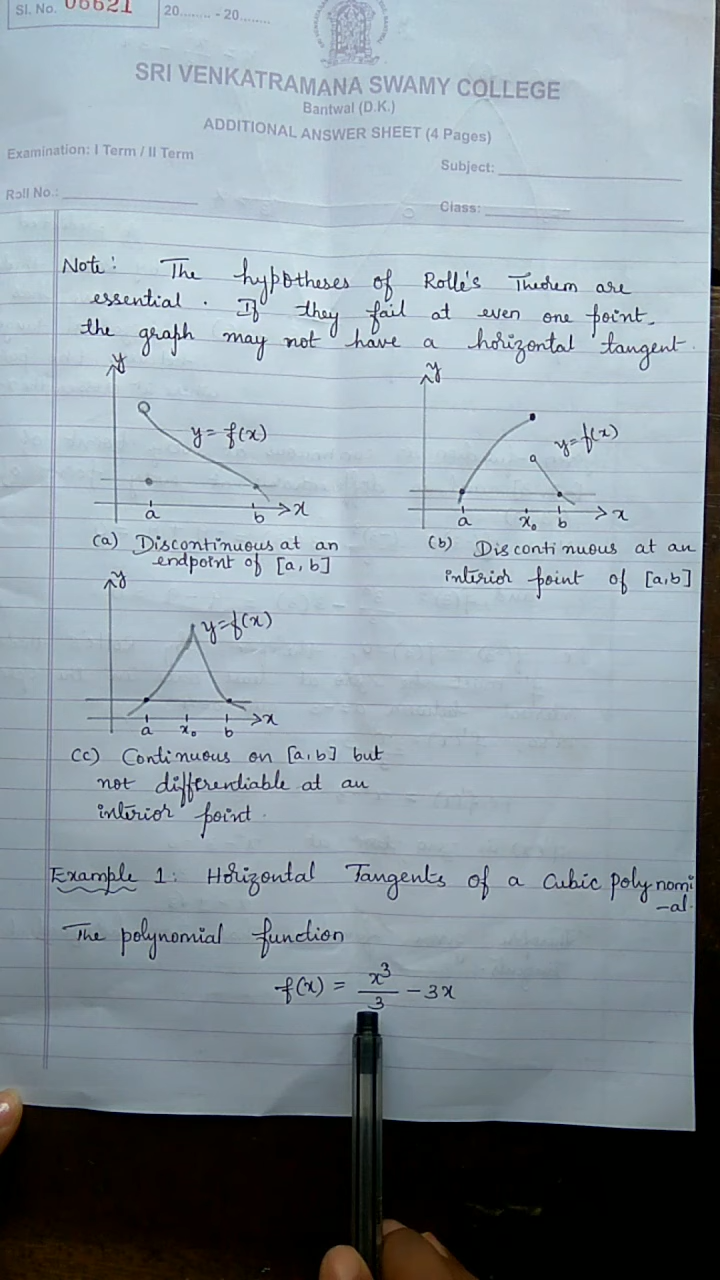 Sl. No. 06621
20........ - 20........
SRI VENKATRAMANA SWAMY COLLEGE
Bantwal (D.K.)
ADDITIONAL ANSWER SHEET (4 Pages)
Examination: I Term / II Term
Subject:
Roll No.:
Class:
Note: The hypotheses of Rolle's Theorem are
essential. If they fail at even one point,
the graph may not have a horizontal tangent.
y
y = f(x)
a b x
(a) Discontinuous at an
endpoint of [a, b]
y
y = f(x)
a x₀ b x
(b) Discontinuous at an
interior point of [a, b]
y
y = f(x)
a x₀ b x
(c) Continuous on [a, b] but
not differentiable at an
interior point.
Example 1: Horizontal Tangents of a Cubic Polynomi
-al.
The polynomial function
f(x) = x³/3 - 3x